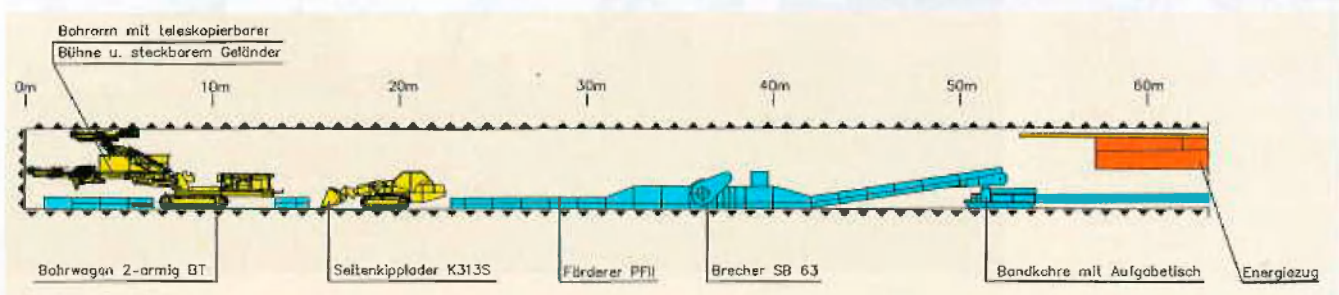 Bohrarm mit teleskopierbarer
Bühne u. steckbarem Geländer
0m 10m 20m 30m 40m 50m 60m
Bohrwagen 2-armig BT
Seitenkipplader K313S
Förderer PFII
Brecher SB 63
Bandkahre mit Aufgabetisch
Energiezug